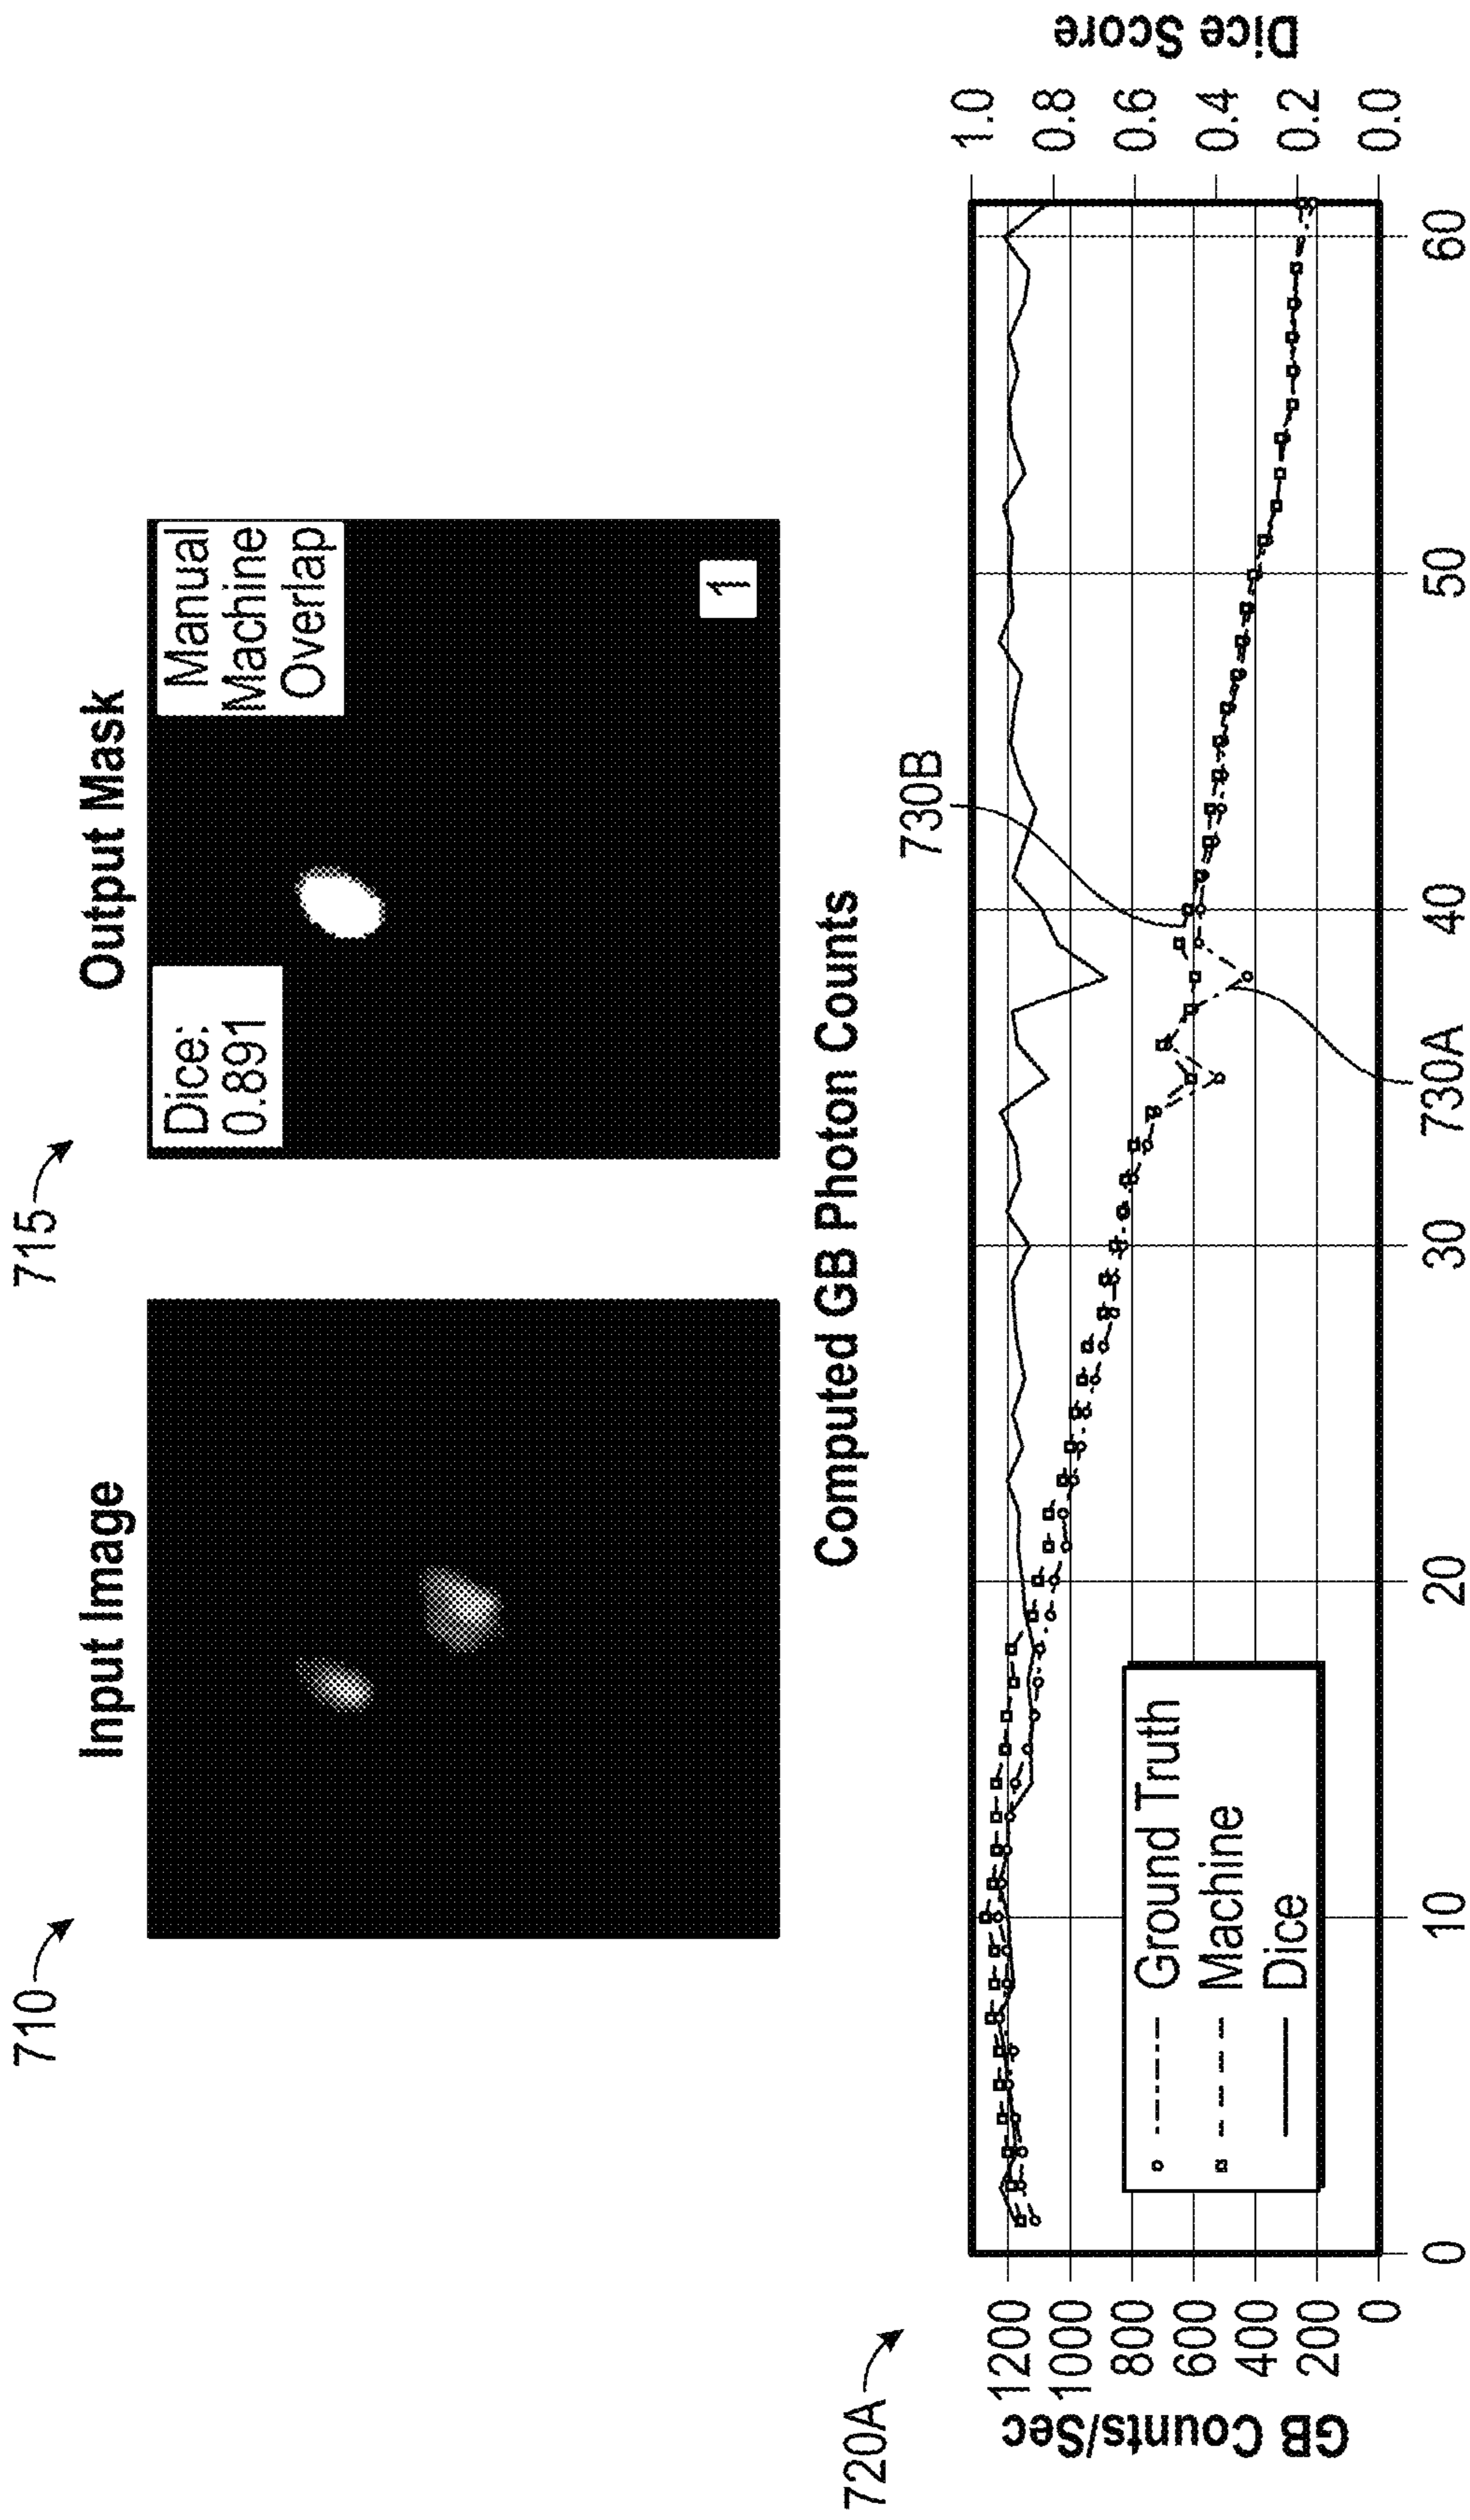 710
715
Input Image
Output Mask
Dice:
0.891
Manual
Machine
Overlap
1
720A
Computed GB Photon Counts
730B
GB Counts/Sec
1200
1000
800
600
400
200
0
Ground Truth
Machine
Dice
1.0
0.8
0.6
0.4
0.2
0.0
Dice Score
0
10
20
30
40
50
60
730A